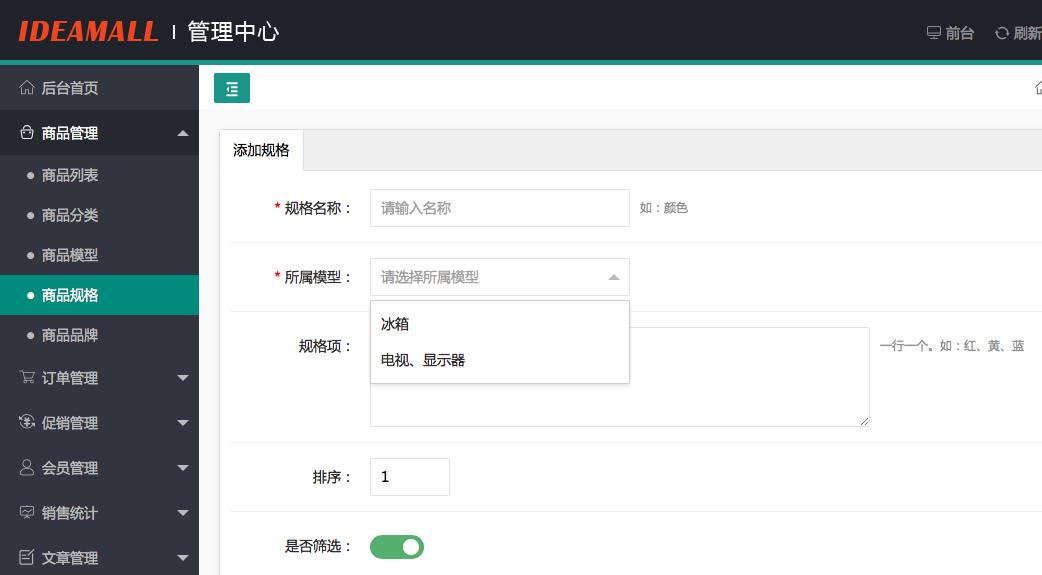 IDEAMALL | 管理中心
前台 刷新
后台首页
商品管理
商品列表
商品分类
商品模型
商品规格
商品品牌
订单管理
促销管理
会员管理
销售统计
文章管理
添加规格
* 规格名称： 请输入名称 如：颜色
* 所属模型： 请选择所属模型
冰箱
电视、显示器
规格项： 一行一个。如：红、黄、蓝
排序： 1
是否筛选：